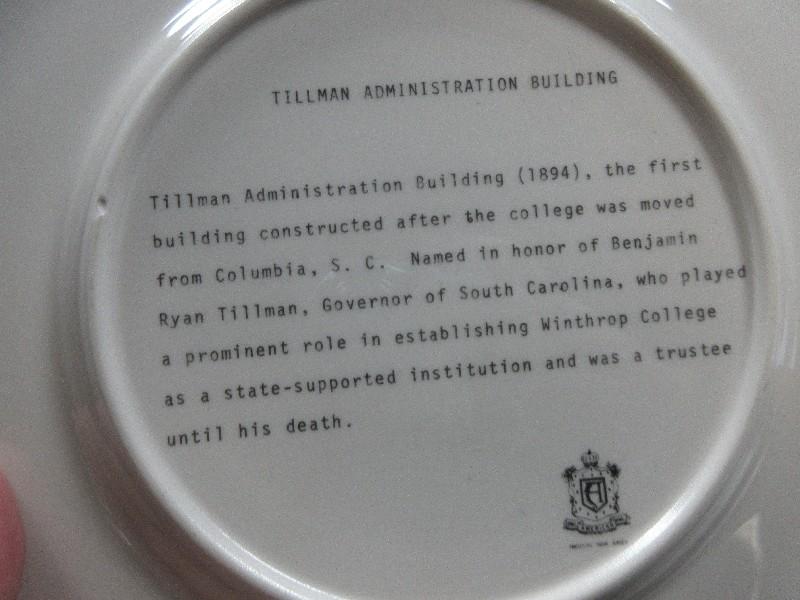 TILLMAN ADMINISTRATION BUILDING
Tillman Administration Building (1894), the first
building constructed after the college was moved
from Columbia, S. C. Named in honor of Benjamin
Ryan Tillman, Governor of South Carolina, who played
a prominent role in establishing Winthrop College
as a state-supported institution and was a trustee
until his death.
A
AMERICAN